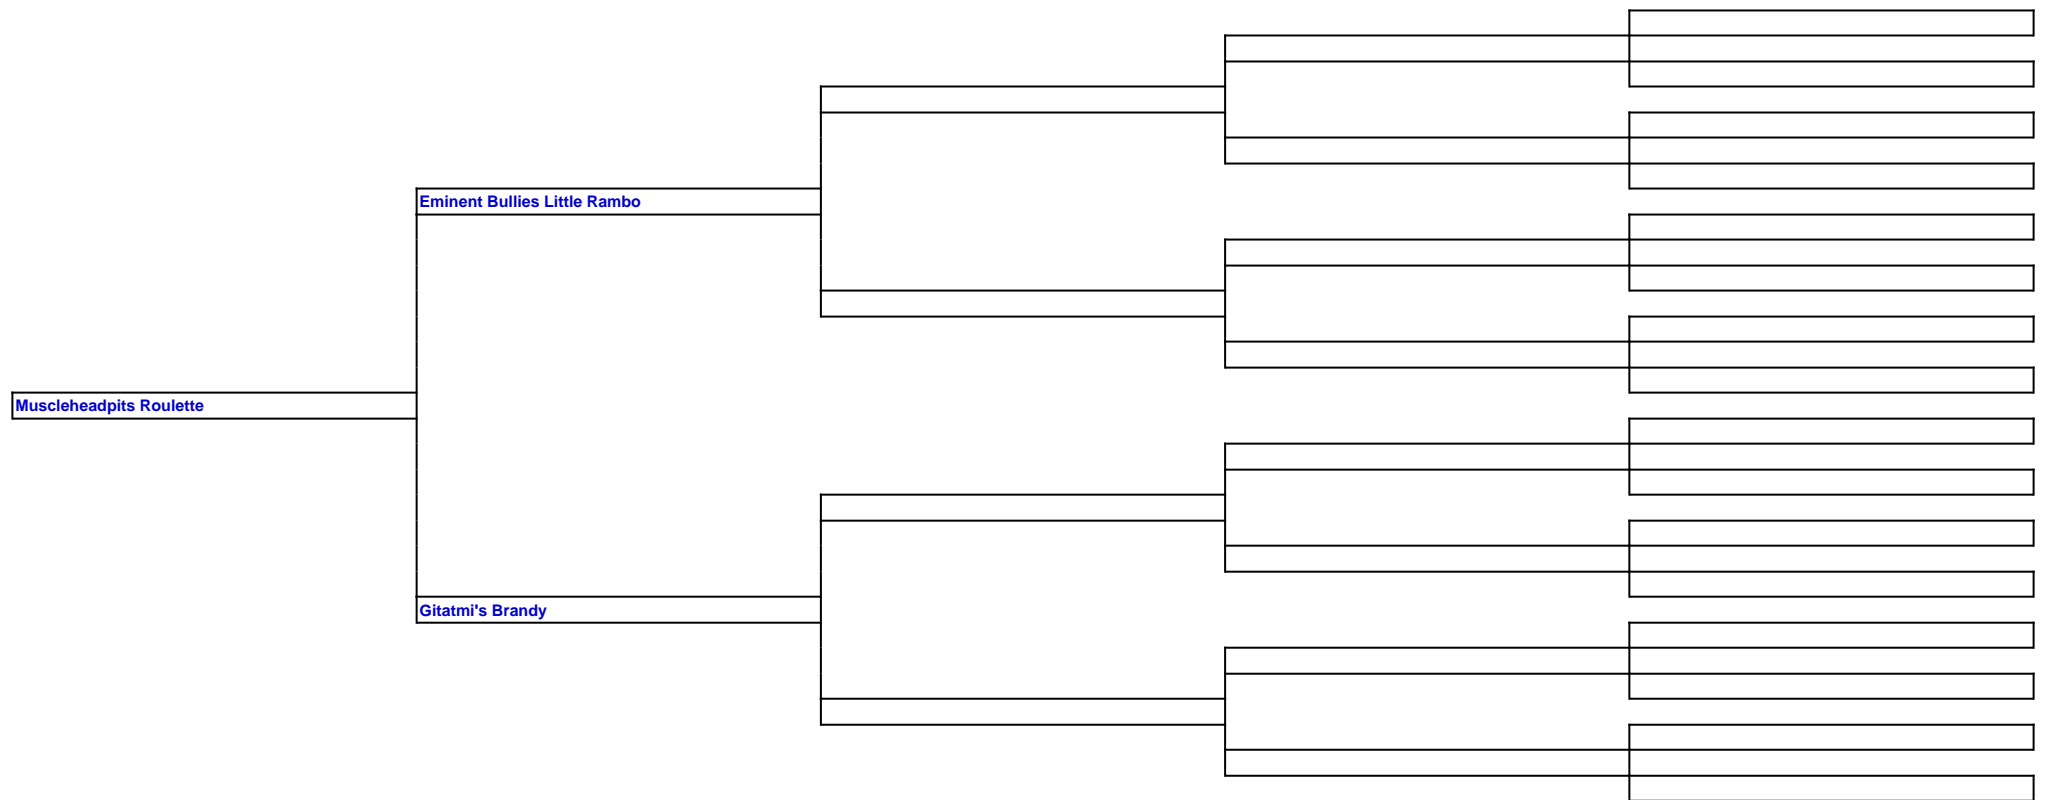 Eminent Bullies Little Rambo
Muscleheadpits Roulette
Gitatmi's Brandy